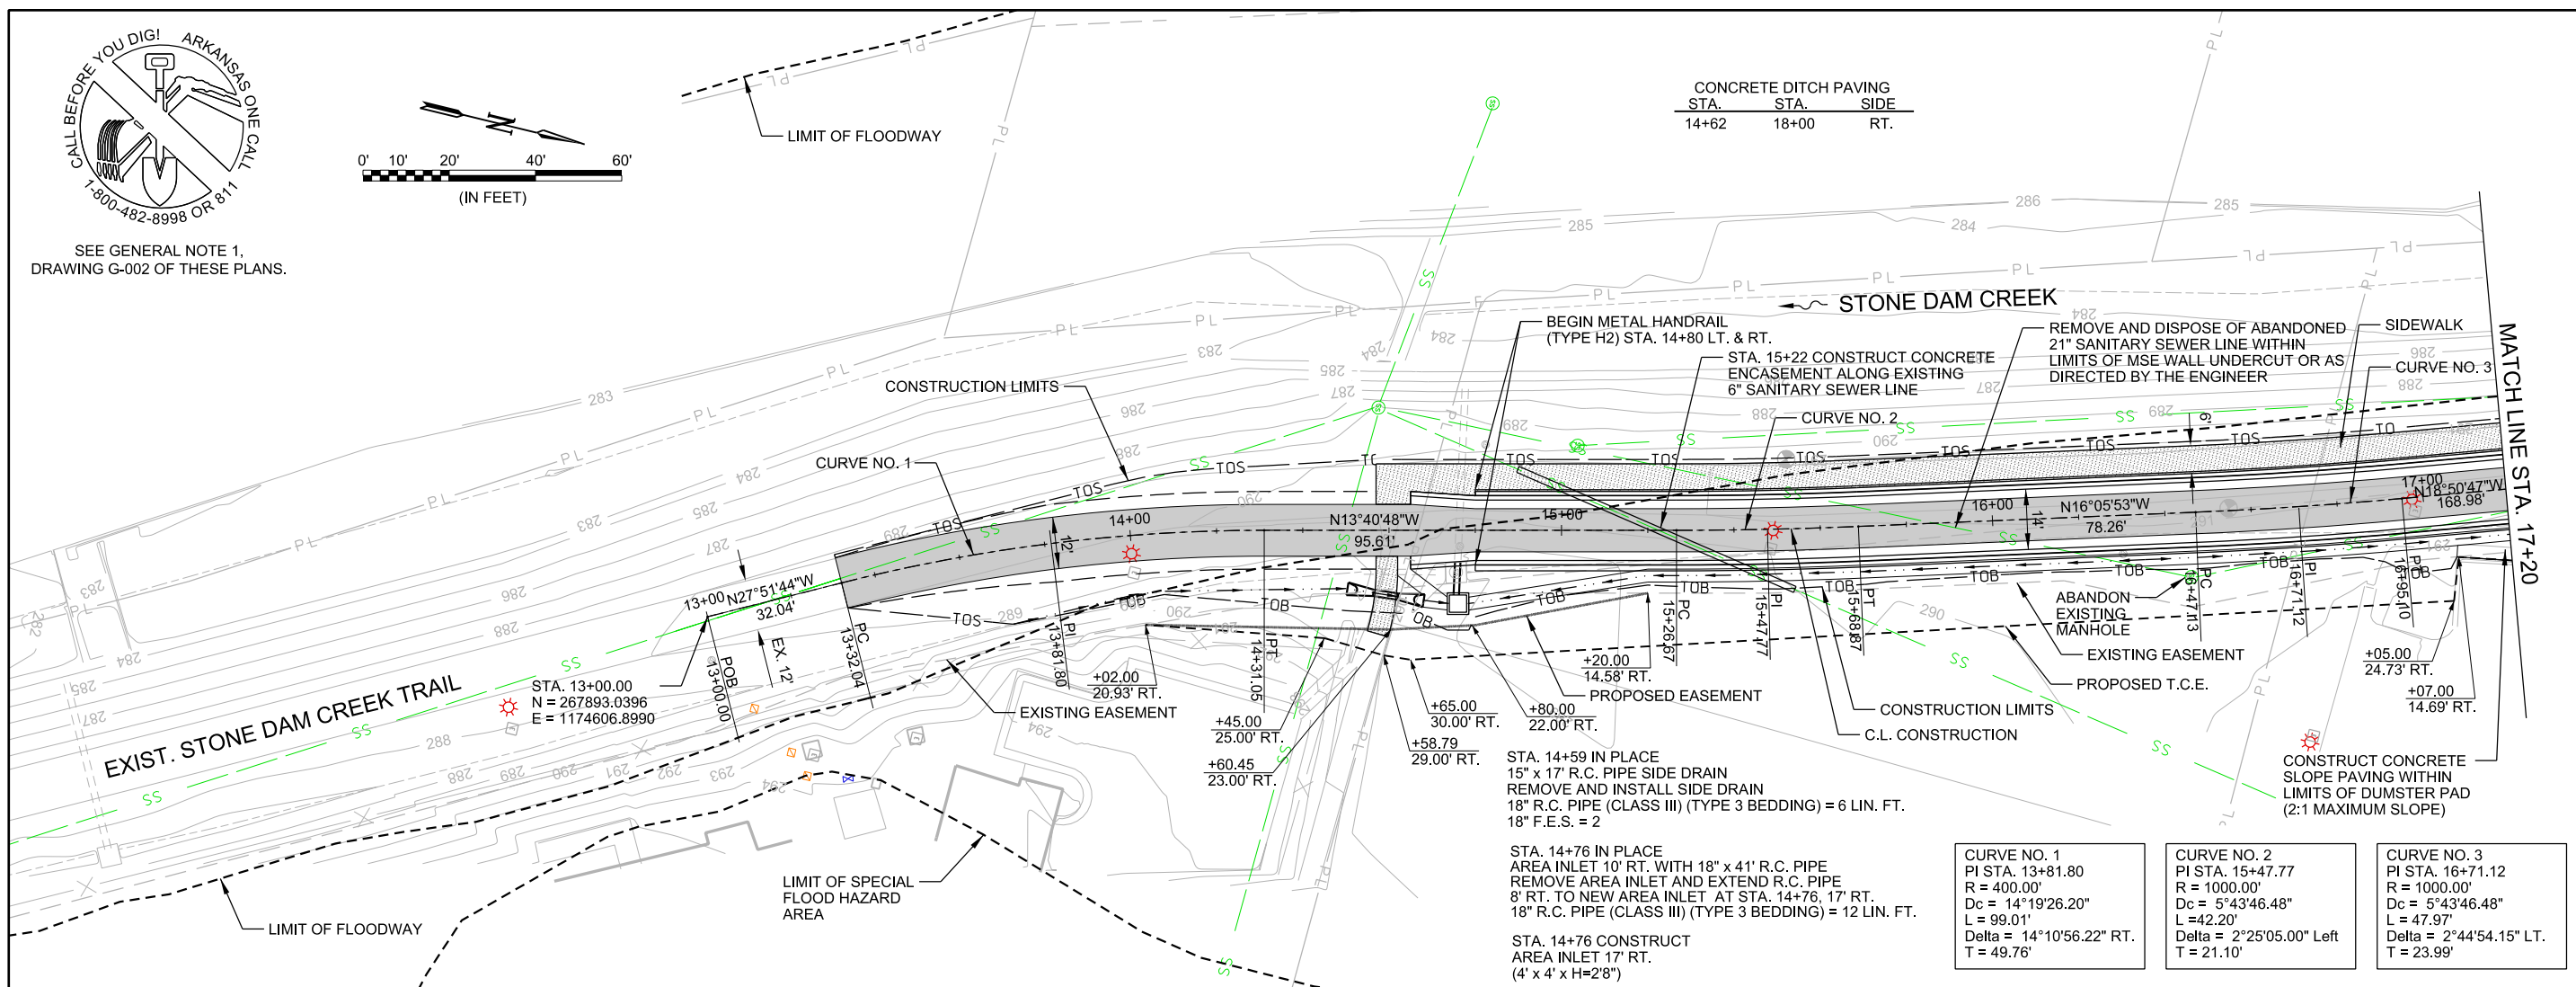 CALL BEFORE YOU DIG!
ARKANSAS ONE CALL
1-800-482-8998 OR 811
SEE GENERAL NOTE 1,
DRAWING G-002 OF THESE PLANS.
N
0' 10' 20' 40' 60'
(IN FEET)
LIMIT OF FLOODWAY
CONCRETE DITCH PAVING
STA. STA. SIDE
14+62 18+00 RT.
STONE DAM CREEK
BEGIN METAL HANDRAIL
(TYPE H2) STA. 14+80 LT. & RT.
STA. 15+22 CONSTRUCT CONCRETE
ENCASEMENT ALONG EXISTING
6" SANITARY SEWER LINE
REMOVE AND DISPOSE OF ABANDONED
21" SANITARY SEWER LINE WITHIN
LIMITS OF MSE WALL UNDERCUT OR AS
DIRECTED BY THE ENGINEER
SIDEWALK
CURVE NO. 3
MATCH LINE STA. 17+20
CONSTRUCTION LIMITS
CURVE NO. 2
CURVE NO. 1
6'
14'
12'
13+00
14+00
15+00
16+00
17+00
N27°51'44"W
32.04'
N13°40'48"W
95.61'
N16°05'53"W
78.26'
N18°50'47"W
168.98'
EX. 12'
POB
13+00.00
PC
13+32.04
PI
13+81.80
PT
14+31.05
PC
15+26.67
PI
15+47.77
PT
15+68.87
PC
16+47.13
PI
16+71.12
PT
16+95.10
STA. 13+00.00
N = 267893.0396
E = 1174606.8990
EXIST. STONE DAM CREEK TRAIL
EXISTING EASEMENT
+02.00
20.93' RT.
+45.00
25.00' RT.
+60.45
23.00' RT.
+65.00
30.00' RT.
+58.79
29.00' RT.
+80.00
22.00' RT.
+20.00
14.58' RT.
PROPOSED EASEMENT
ABANDON
EXISTING
MANHOLE
EXISTING EASEMENT
PROPOSED T.C.E.
CONSTRUCTION LIMITS
C.L. CONSTRUCTION
+05.00
24.73' RT.
+07.00
14.69' RT.
CONSTRUCT CONCRETE
SLOPE PAVING WITHIN
LIMITS OF DUMSTER PAD
(2:1 MAXIMUM SLOPE)
STA. 14+59 IN PLACE
15" x 17' R.C. PIPE SIDE DRAIN
REMOVE AND INSTALL SIDE DRAIN
18" R.C. PIPE (CLASS III) (TYPE 3 BEDDING) = 6 LIN. FT.
18" F.E.S. = 2
STA. 14+76 IN PLACE
AREA INLET 10' RT. WITH 18" x 41' R.C. PIPE
REMOVE AREA INLET AND EXTEND R.C. PIPE
8' RT. TO NEW AREA INLET AT STA. 14+76, 17' RT.
18" R.C. PIPE (CLASS III) (TYPE 3 BEDDING) = 12 LIN. FT.
STA. 14+76 CONSTRUCT
AREA INLET 17' RT.
(4' x 4' x H=2'8")
LIMIT OF SPECIAL
FLOOD HAZARD
AREA
LIMIT OF FLOODWAY
CURVE NO. 1
PI STA. 13+81.80
R = 400.00'
Dc = 14°19'26.20"
L = 99.01'
Delta = 14°10'56.22" RT.
T = 49.76'
CURVE NO. 2
PI STA. 15+47.77
R = 1000.00'
Dc = 5°43'46.48"
L =42.20'
Delta = 2°25'05.00" Left
T = 21.10'
CURVE NO. 3
PI STA. 16+71.12
R = 1000.00'
Dc = 5°43'46.48"
L = 47.97'
Delta = 2°44'54.15" LT.
T = 23.99'